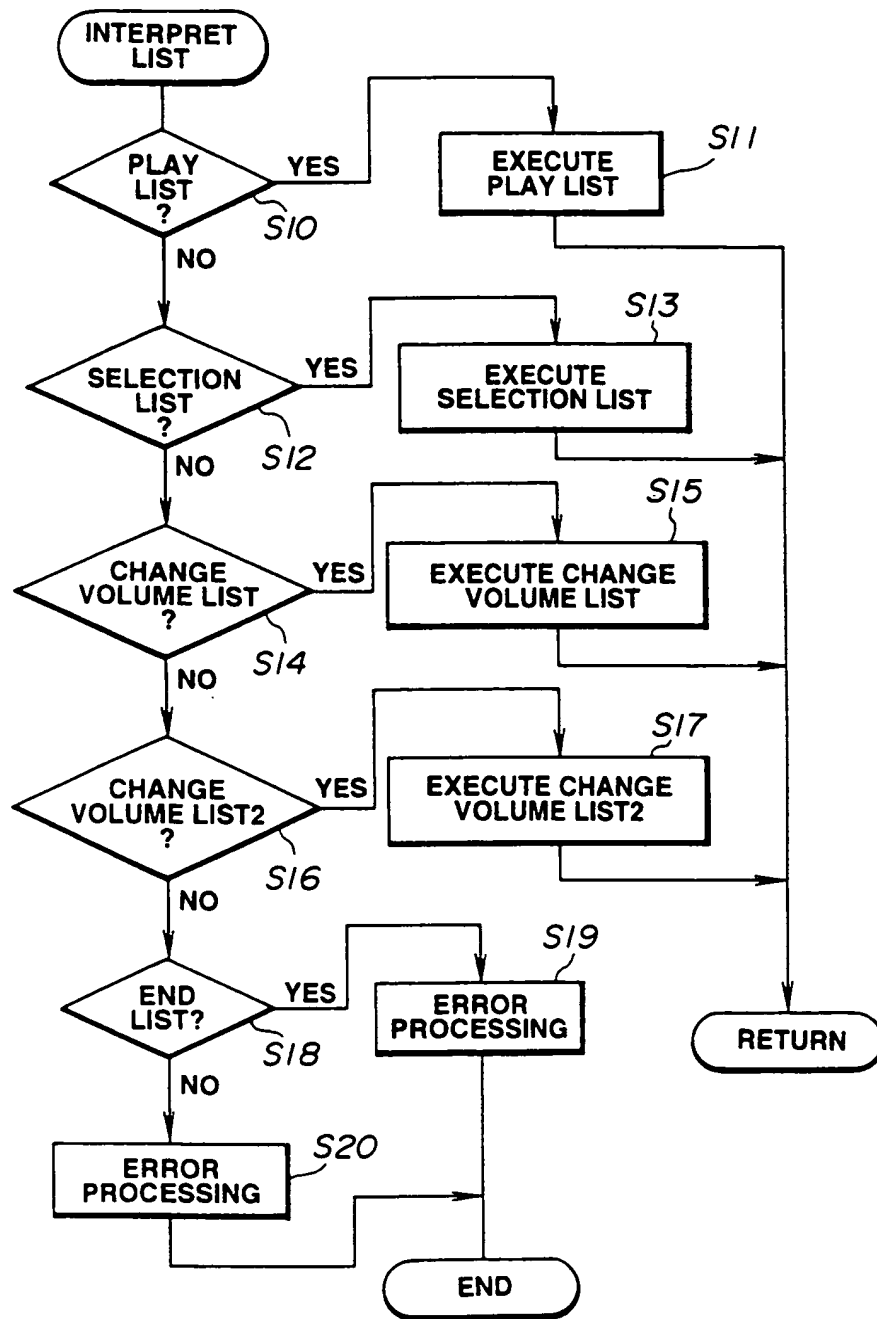 INTERPRET
LIST
PLAY
LIST
?
YES
S10
EXECUTE
PLAY LIST
S11
NO
SELECTION
LIST
?
YES
S12
EXECUTE
SELECTION LIST
S13
NO
CHANGE
VOLUME LIST
?
YES
S14
EXECUTE CHANGE
VOLUME LIST
S15
NO
CHANGE
VOLUME LIST2
?
YES
S16
EXECUTE CHANGE
VOLUME LIST2
S17
NO
END
LIST?
YES
S18
ERROR
PROCESSING
S19
RETURN
NO
ERROR
PROCESSING
S20
END